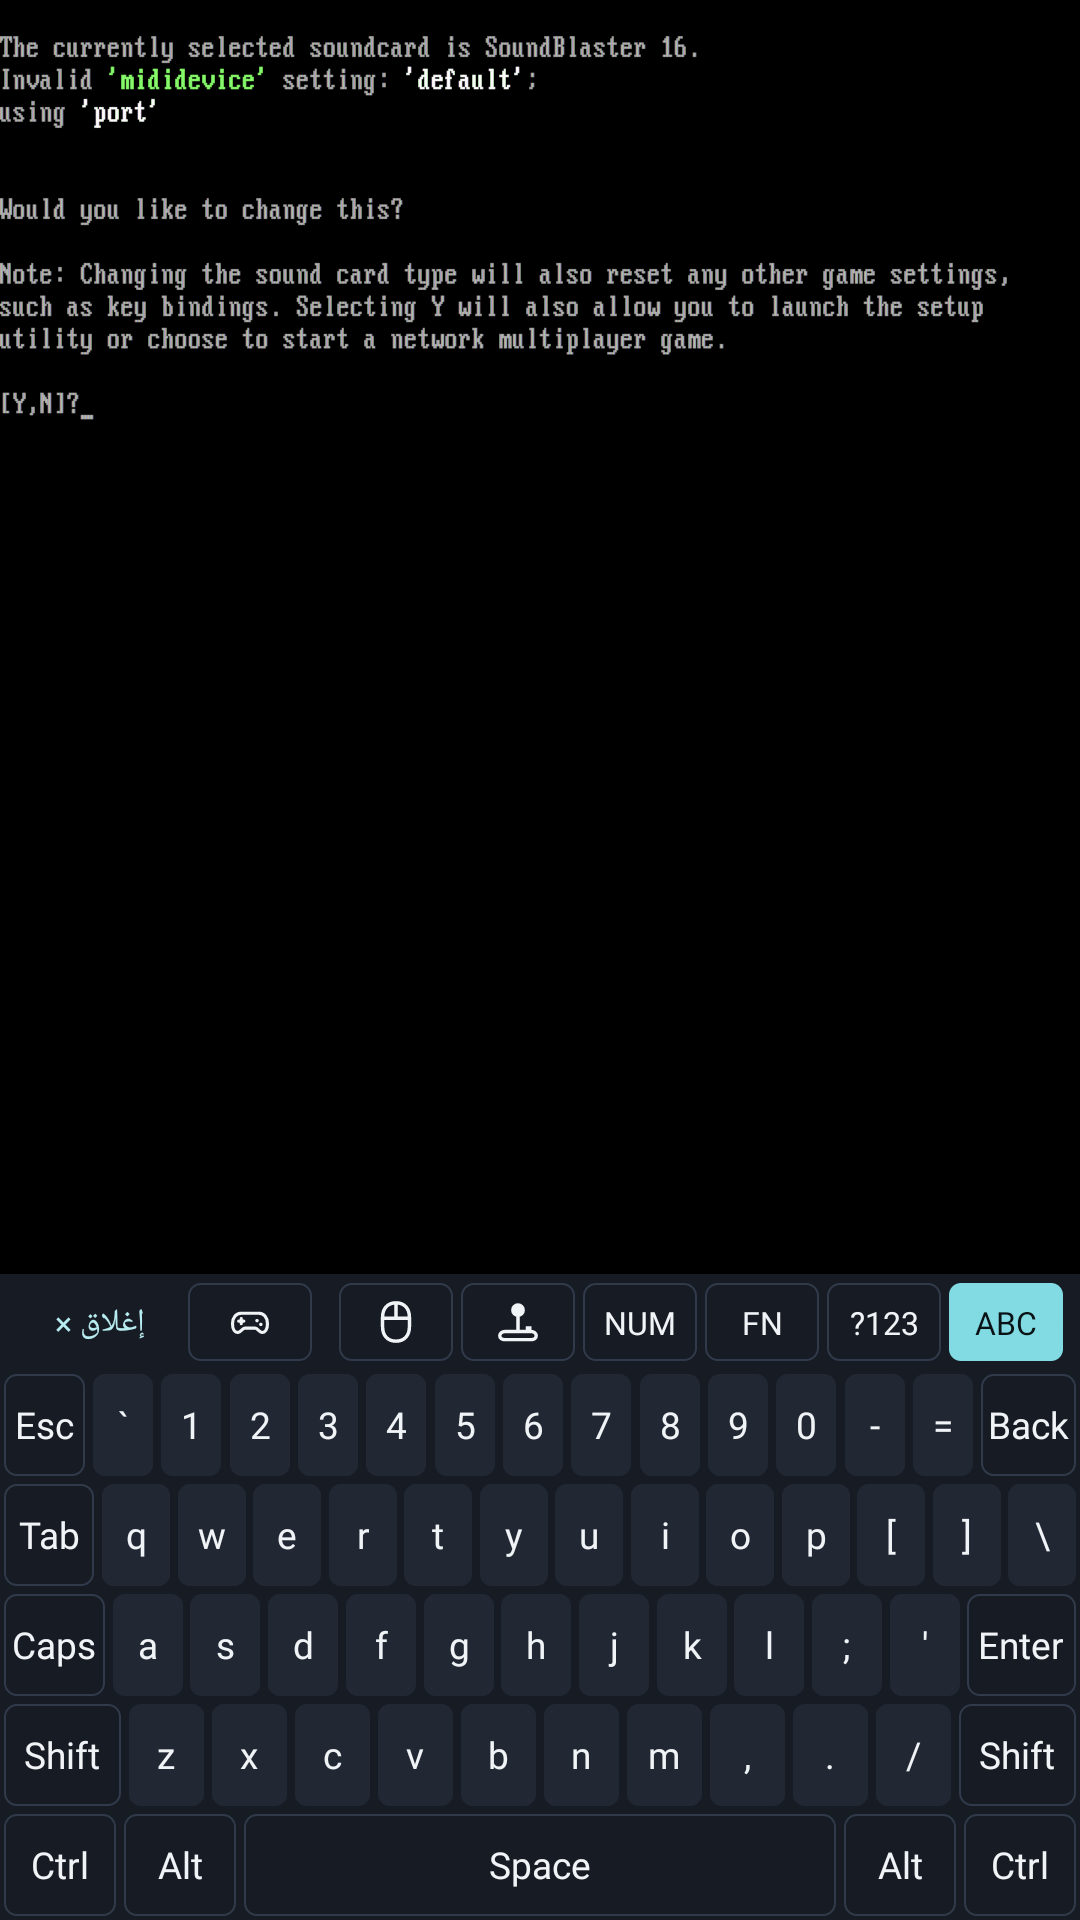 The currently selected soundcard is SoundBlaster 16.
Invalid 'mididevice' setting: 'default';
using 'port'
Would you like to change this?
Note: Changing the sound card type will also reset any other game settings,
such as key bindings. Selecting Y will also allow you to launch the setup
utility or choose to start a network multiplayer game.
[Y,N]?_
إغلاق × NUM FN ?123 ABC
Esc ` 1 2 3 4 5 6 7 8 9 0 - = Back
Tab q w e r t y u i o p [ ] \
Caps a s d f g h j k l ; ' Enter
Shift z x c v b n m , . / Shift
Ctrl Alt Space Alt Ctrl